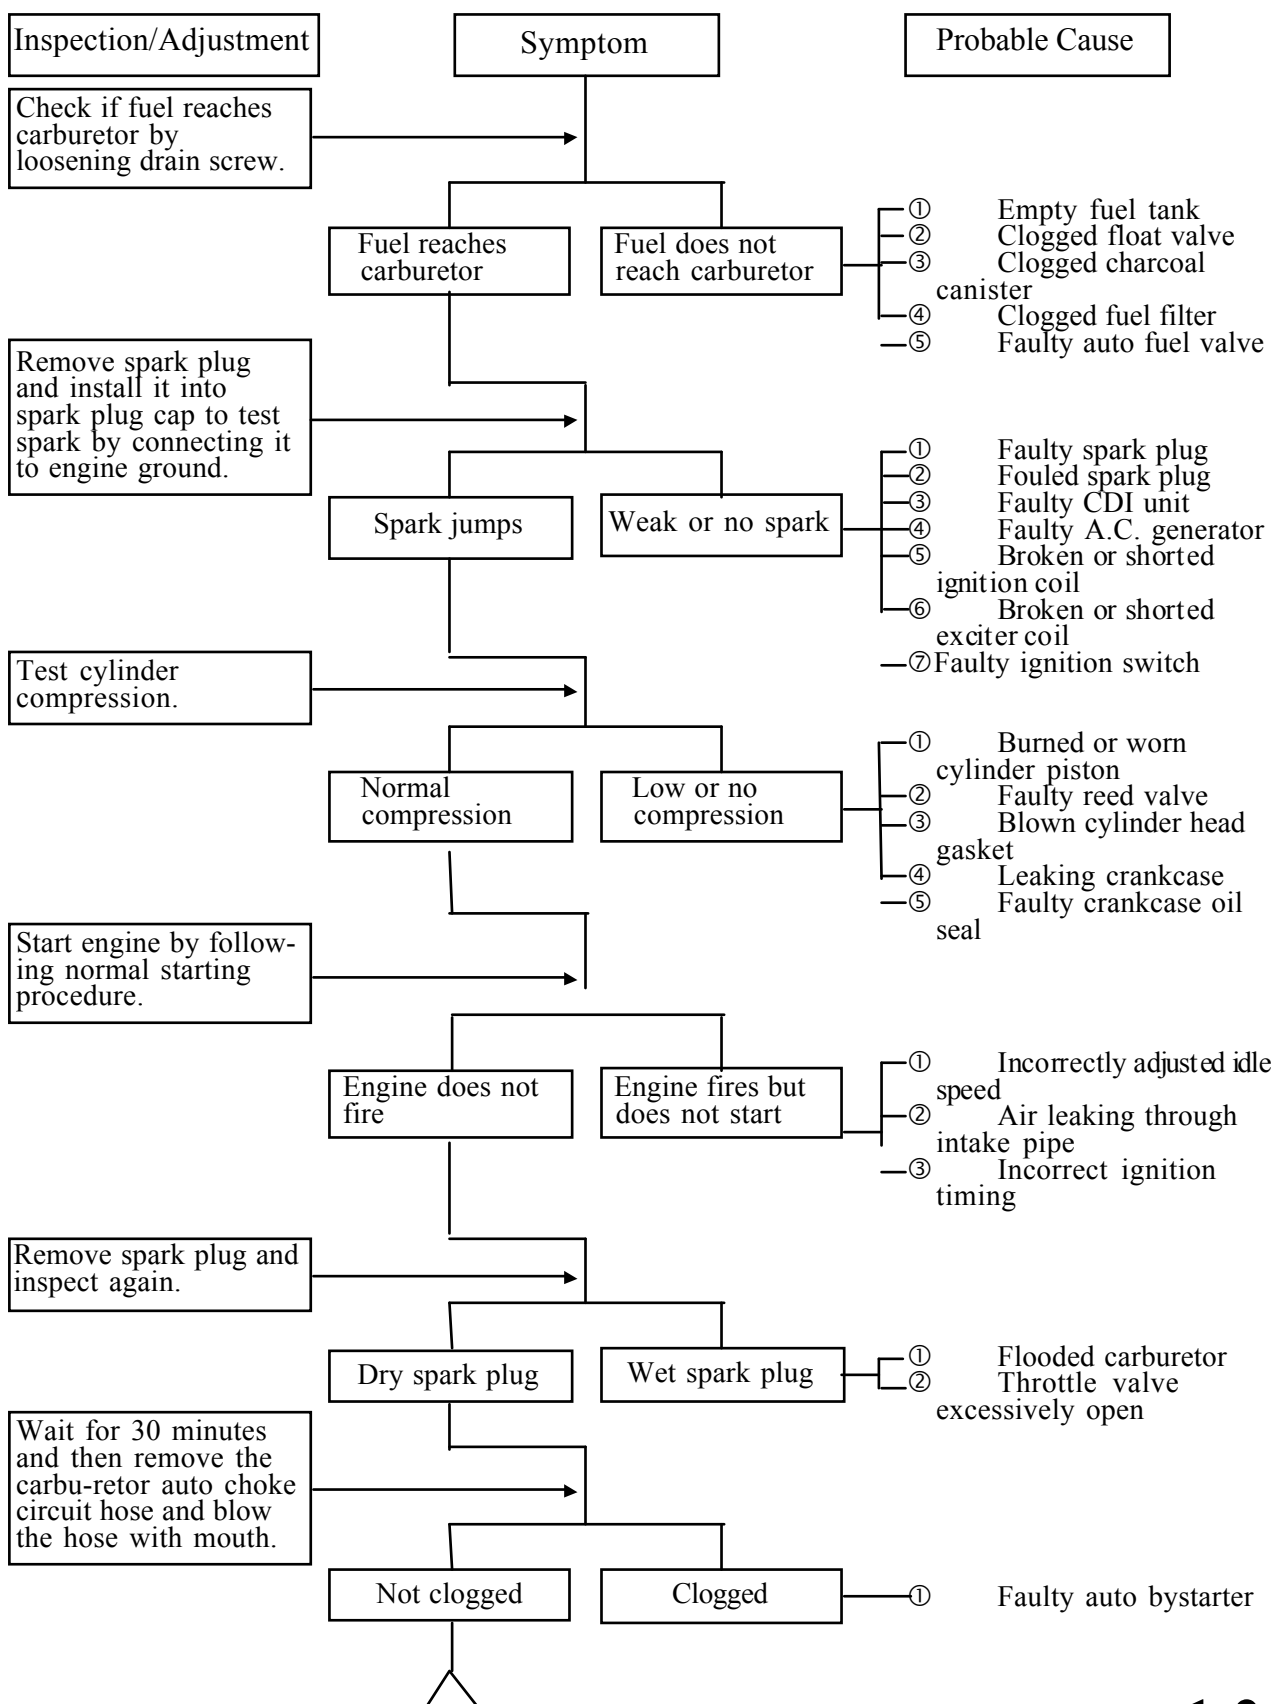 Inspection/Adjustment
Symptom
Probable Cause
Check if fuel reaches
carburetor by
loosening drain screw.
Fuel reaches
carburetor
Fuel does not
reach carburetor
① Empty fuel tank
② Clogged float valve
③ Clogged charcoal
canister
④ Clogged fuel filter
⑤ Faulty auto fuel valve
Remove spark plug
and install it into
spark plug cap to test
spark by connecting it
to engine ground.
Spark jumps
Weak or no spark
① Faulty spark plug
② Fouled spark plug
③ Faulty CDI unit
④ Faulty A.C. generator
⑤ Broken or shorted
ignition coil
⑥ Broken or shorted
exciter coil
⑦Faulty ignition switch
Test cylinder
compression.
Normal
compression
Low or no
compression
① Burned or worn
cylinder piston
② Faulty reed valve
③ Blown cylinder head
gasket
④ Leaking crankcase
⑤ Faulty crankcase oil
seal
Start engine by follow-
ing normal starting
procedure.
Engine does not
fire
Engine fires but
does not start
① Incorrectly adjusted idle
speed
② Air leaking through
intake pipe
③ Incorrect ignition
timing
Remove spark plug and
inspect again.
Dry spark plug
Wet spark plug
① Flooded carburetor
② Throttle valve
excessively open
Wait for 30 minutes
and then remove the
carbu-retor auto choke
circuit hose and blow
the hose with mouth.
Not clogged
Clogged
① Faulty auto bystarter